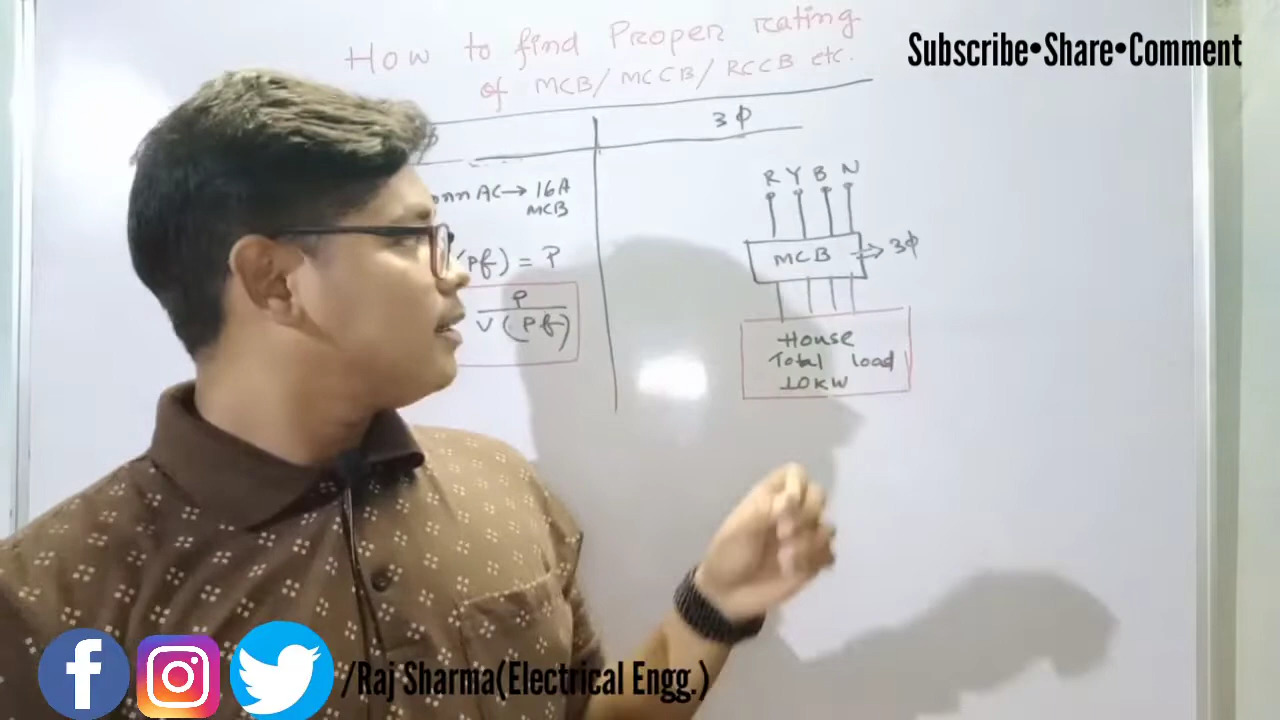 Subscribe•Share•Comment
How to find Proper rating
of MCB/MCCB/RCCB etc.
3Φ
AC→ 16A
MCB
(Pf) = P
P
V (Pf)
R Y B N
MCB → 3Φ
House
Total load
10KW
/Raj Sharma(Electrical Engg.)